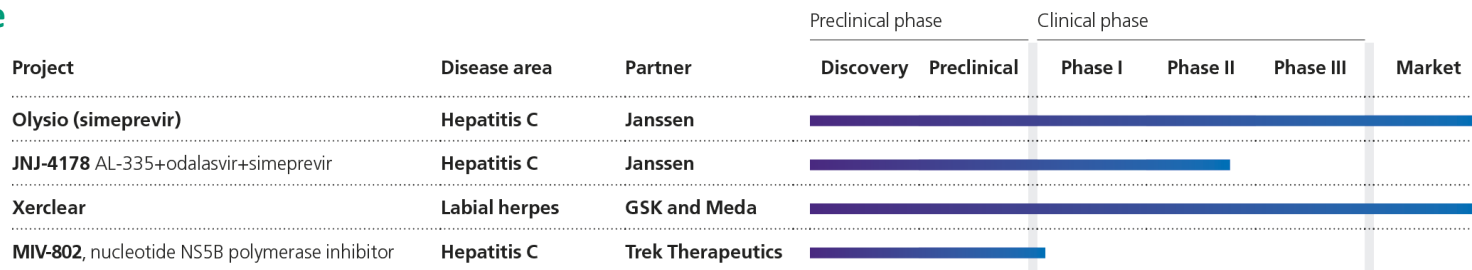 e
Preclinical phase Clinical phase
Project Disease area Partner Discovery Preclinical Phase I Phase II Phase III Market
Olysio (simeprevir) Hepatitis C Janssen
JNJ-4178 AL-335+odalasvir+simeprevir Hepatitis C Janssen
Xerclear Labial herpes GSK and Meda
MIV-802, nucleotide NS5B polymerase inhibitor Hepatitis C Trek Therapeutics